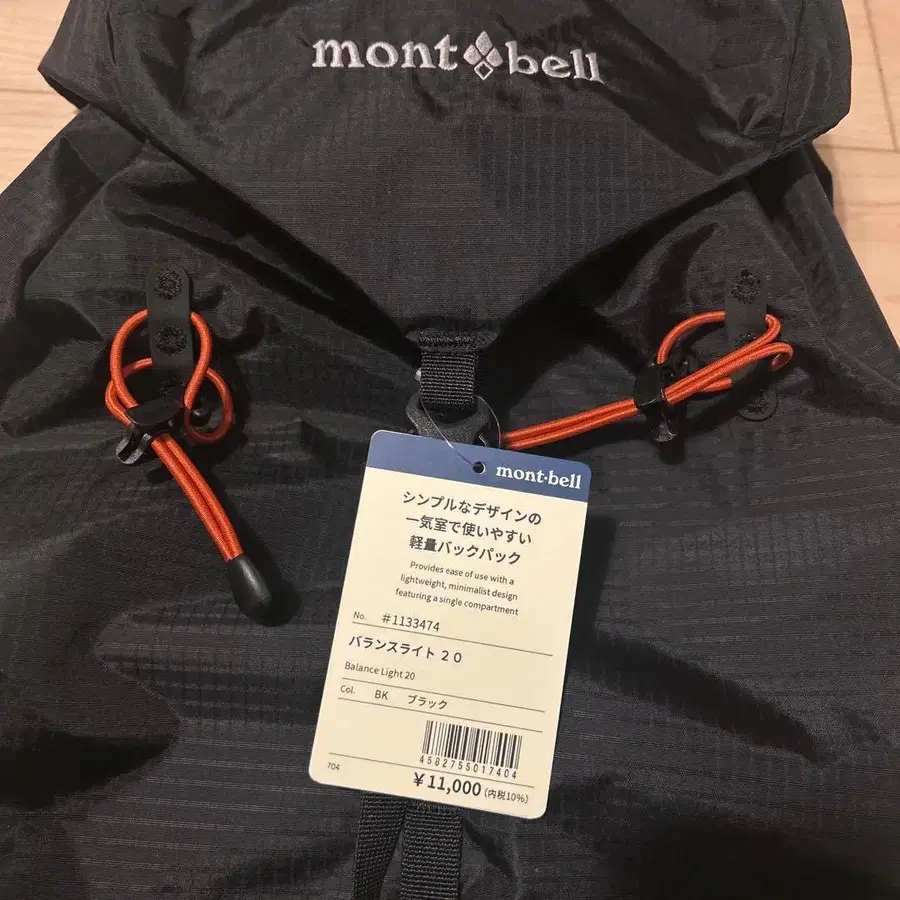 mont bell
mont-bell
シンプルなデザインの
一気室で使いやすい
軽量バックパック
Provides ease of use with a
lightweight, minimalist design
featuring a single compartment
No. #1133474
バランスライト 20
Balance Light 20
Col. BK ブラック
4582755017404
704
¥11,000(内税10%)